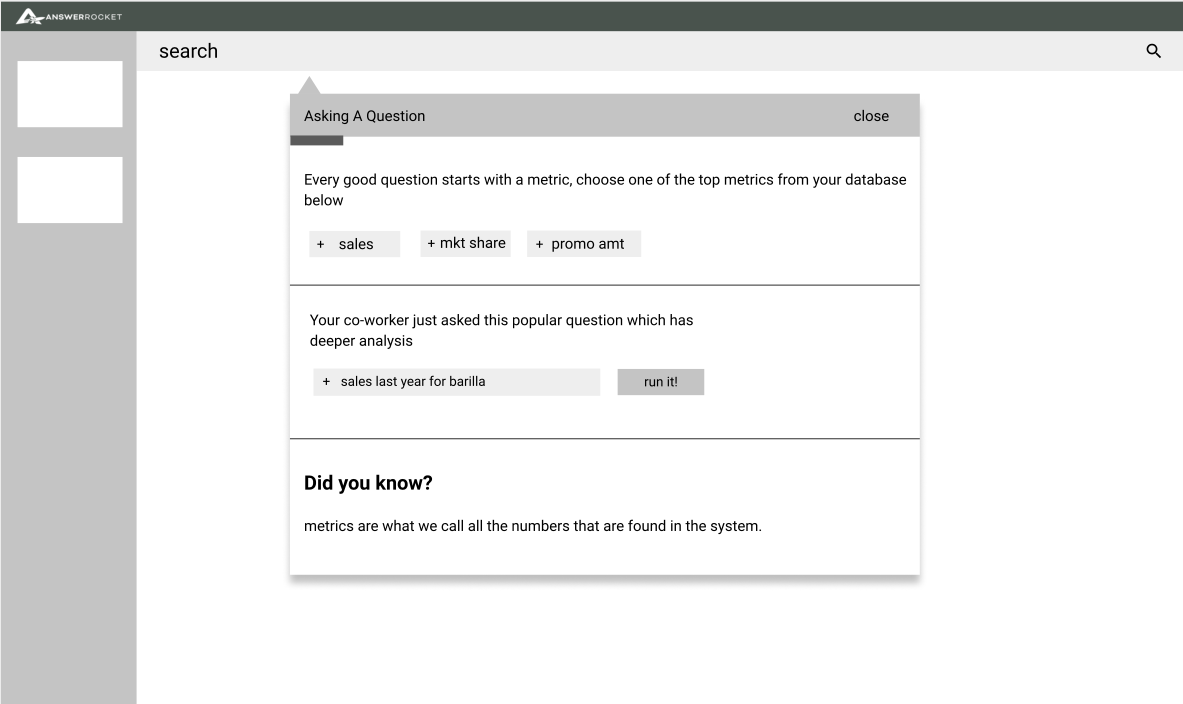 ANSWERROCKET
search
Asking A Question close
Every good question starts with a metric, choose one of the top metrics from your database
below
+ sales + mkt share + promo amt
Your co-worker just asked this popular question which has
deeper analysis
+ sales last year for barilla run it!
Did you know?
metrics are what we call all the numbers that are found in the system.